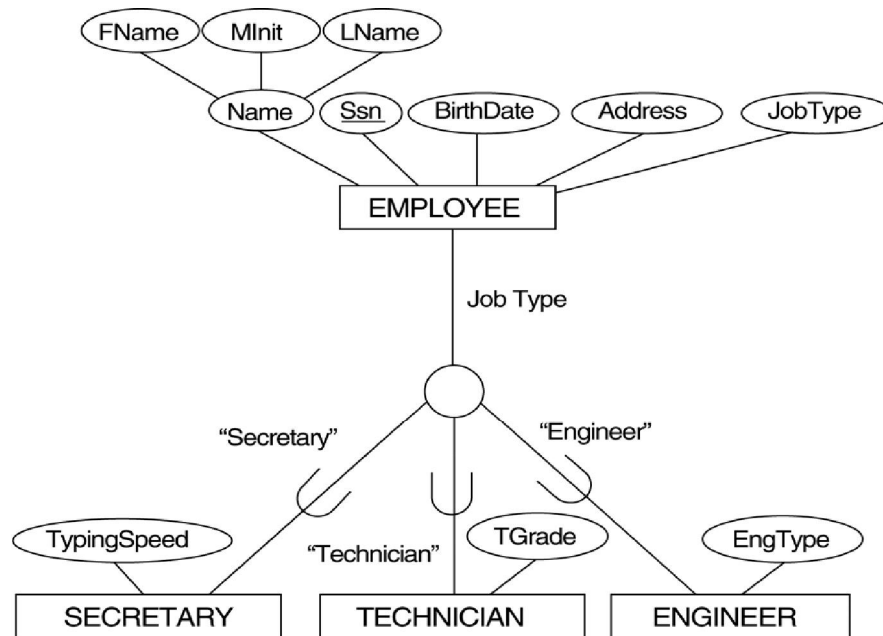 FName MInit LName
Name Ssn BirthDate Address JobType
EMPLOYEE
Job Type
“Secretary” “Engineer”
TypingSpeed “Technician” TGrade EngType
SECRETARY TECHNICIAN ENGINEER